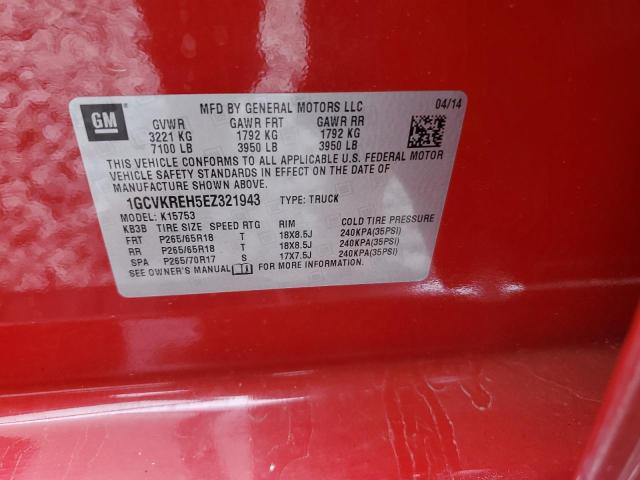 GM
MFD BY GENERAL MOTORS LLC 04/14
GVWR GAWR FRT GAWR RR
3221 KG 1792 KG 1792 KG
7100 LB 3950 LB 3950 LB
THIS VEHICLE CONFORMS TO ALL APPLICABLE U.S. FEDERAL MOTOR
VEHICLE SAFETY STANDARDS IN EFFECT ON THE DATE OF
MANUFACTURE SHOWN ABOVE.
1GCVKREH5EZ321943 TYPE: TRUCK
MODEL: K15753
KB3B TIRE SIZE SPEED RTG RIM COLD TIRE PRESSURE
FRT P265/65R18 T 18X8.5J 240KPA(35PSI)
RR P265/65R18 T 18X8.5J 240KPA(35PSI)
SPA P265/70R17 S 17X7.5J 240KPA(35PSI)
SEE OWNER'S MANUAL FOR MORE INFORMATION.